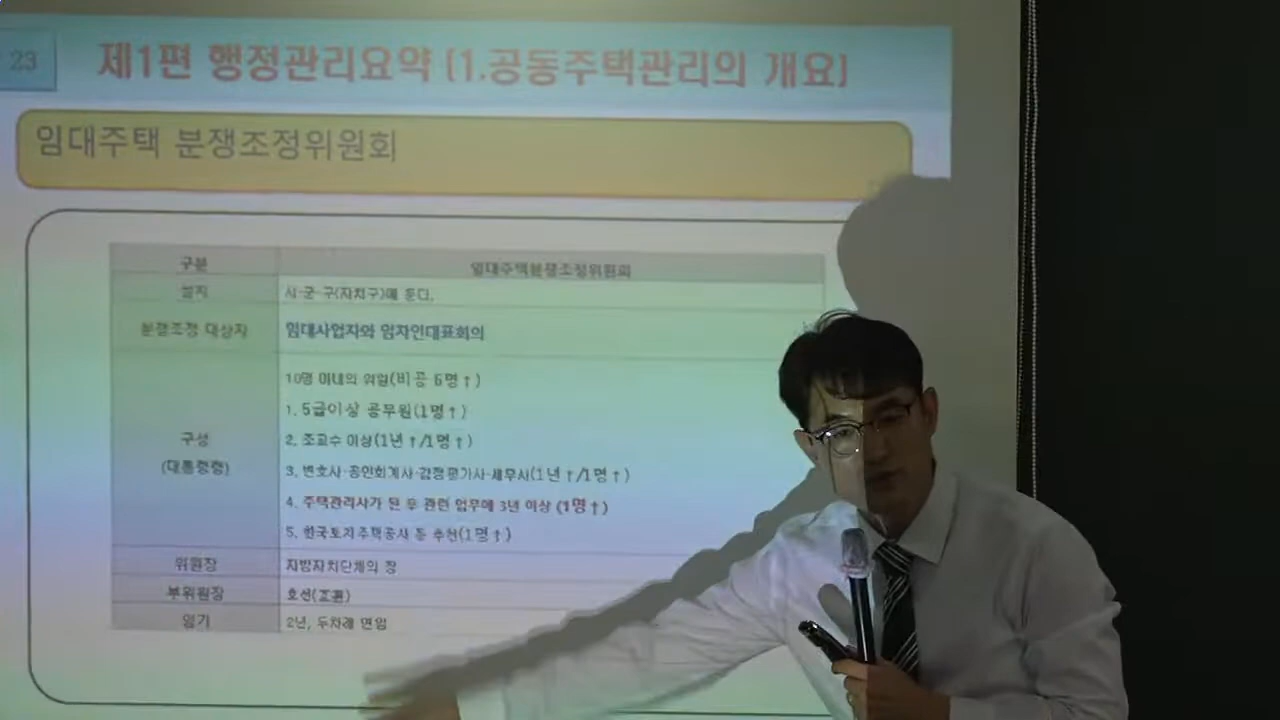 23
제1편 행정관리요약 [1.공동주택관리의 개요]
임대주택 분쟁조정위원회
구분 임대주택분쟁조정위원회
설치 시·군·구(자치구)에 둔다.
분쟁조정 대상자 임대사업자와 임차인대표회의
10명 이내의 위원(비공 6명↑)
1. 5급이상 공무원(1명↑)
구성 2. 조교수 이상(1년↑/1명↑)
(대통령령) 3. 변호사·공인회계사·감정평가사·세무사(1년↑/1명↑)
4. 주택관리사가 된 후 관련 업무에 3년 이상 (1명↑)
5. 한국토지주택공사 등 추천(1명↑)
위원장 지방자치단체의 장
부위원장 호선(互選)
임기 2년, 두차례 연임